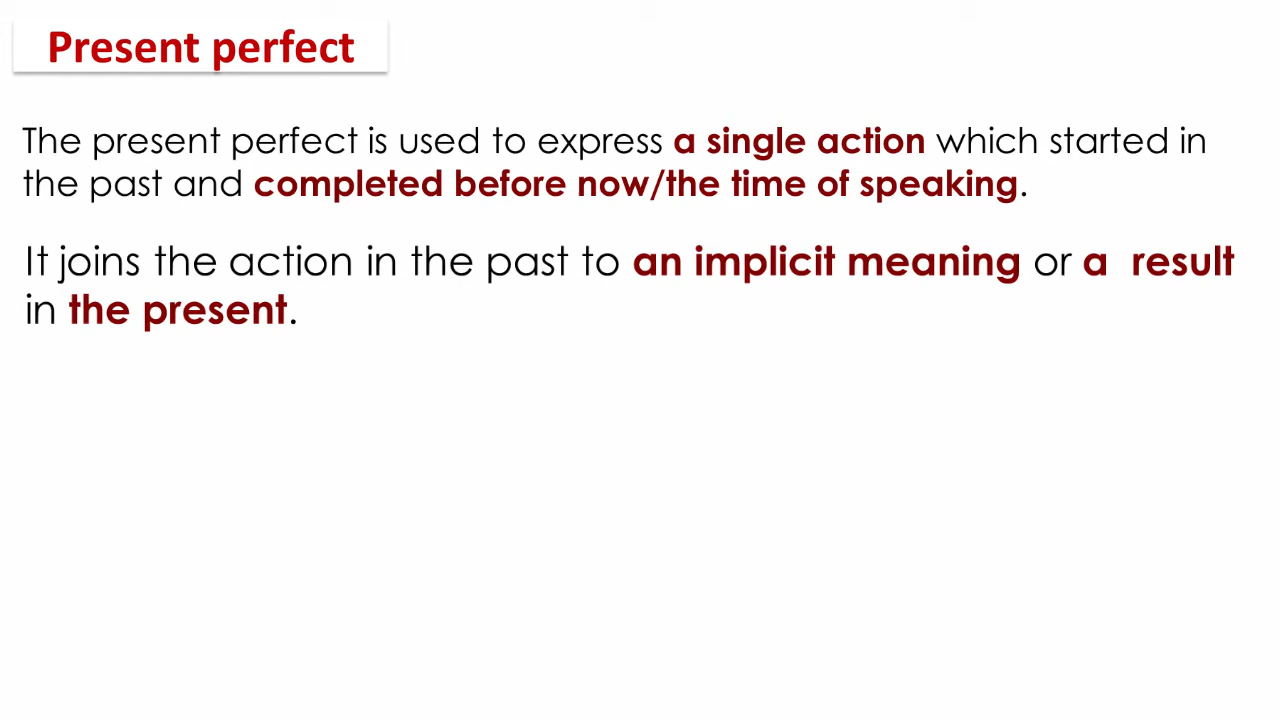 Present perfect
The present perfect is used to express a single action which started in
the past and completed before now/the time of speaking.
It joins the action in the past to an implicit meaning or a  result
in the present.